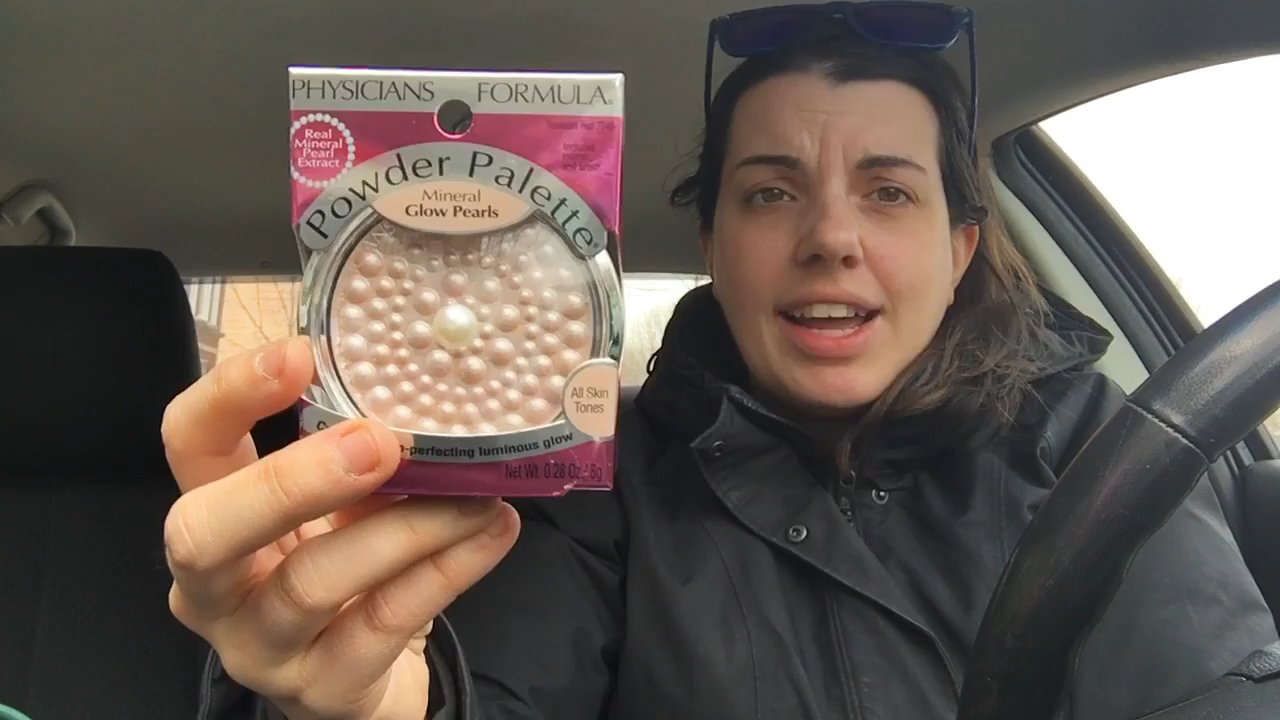 PHYSICIANS FORMULA®
Real
Mineral
Pearl
Extract
Powder Palette®
Mineral
Glow Pearls
All Skin
Tones
-perfecting luminous glow
Net Wt. 0.28 Oz. / 8g